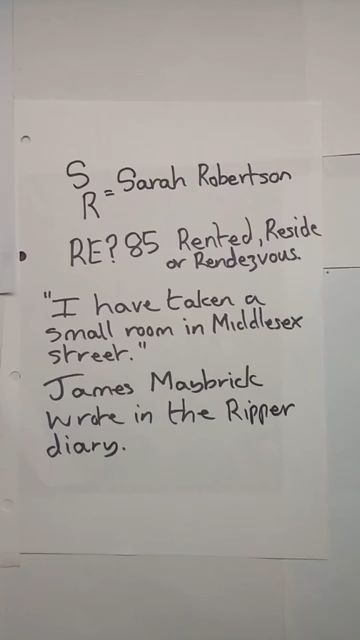 S
R = Sarah Robertson
RE? 85 Rented, Reside
or Rendezvous.
"I have taken a
small room in Middlesex
street."
James Maybrick
wrote in the Ripper
diary.